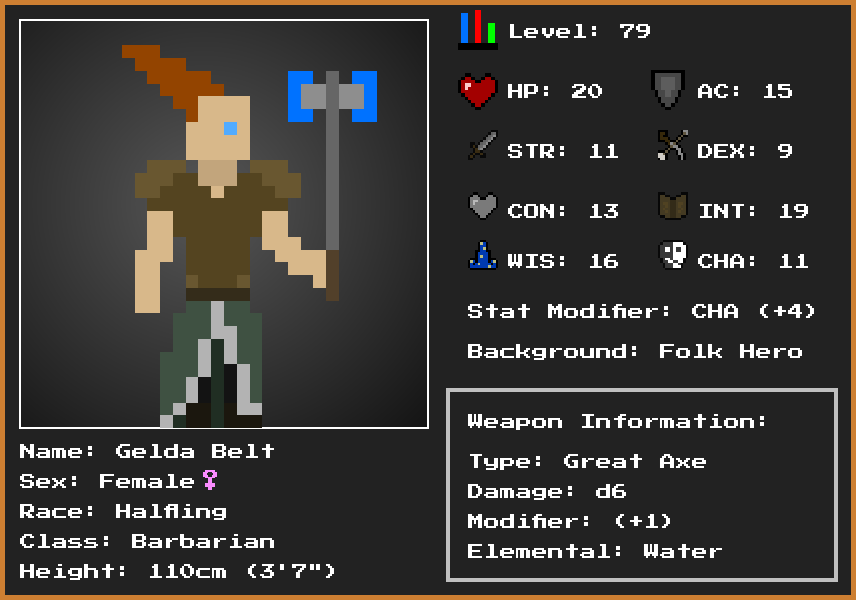 Level: 79
HP: 20
AC: 15
STR: 11
DEX: 9
CON: 13
INT: 19
WIS: 16
CHA: 11
Stat Modifier: CHA (+4)
Background: Folk Hero
Weapon Information:
Type: Great Axe
Damage: d6
Modifier: (+1)
Elemental: Water
Name: Gelda Belt
Sex: Female♀
Race: Halfling
Class: Barbarian
Height: 110cm (3'7")